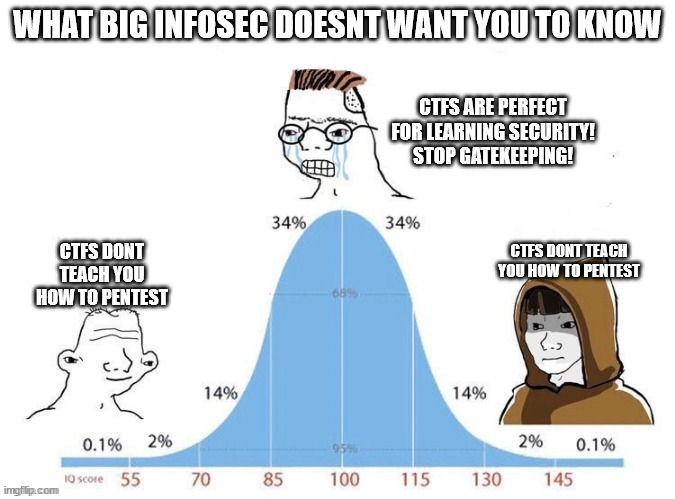 WHAT BIG INFOSEC DOESNT WANT YOU TO KNOW
CTFS ARE PERFECT
FOR LEARNING SECURITY!
STOP GATEKEEPING!
34%
34%
CTFS DONT
TEACH YOU
HOW TO PENTEST
CTFS DONT TEACH
YOU HOW TO PENTEST
68%
14%
14%
0.1%
2%
95%
2%
0.1%
IQ score
55
70
85
100
115
130
145
imgflip.com